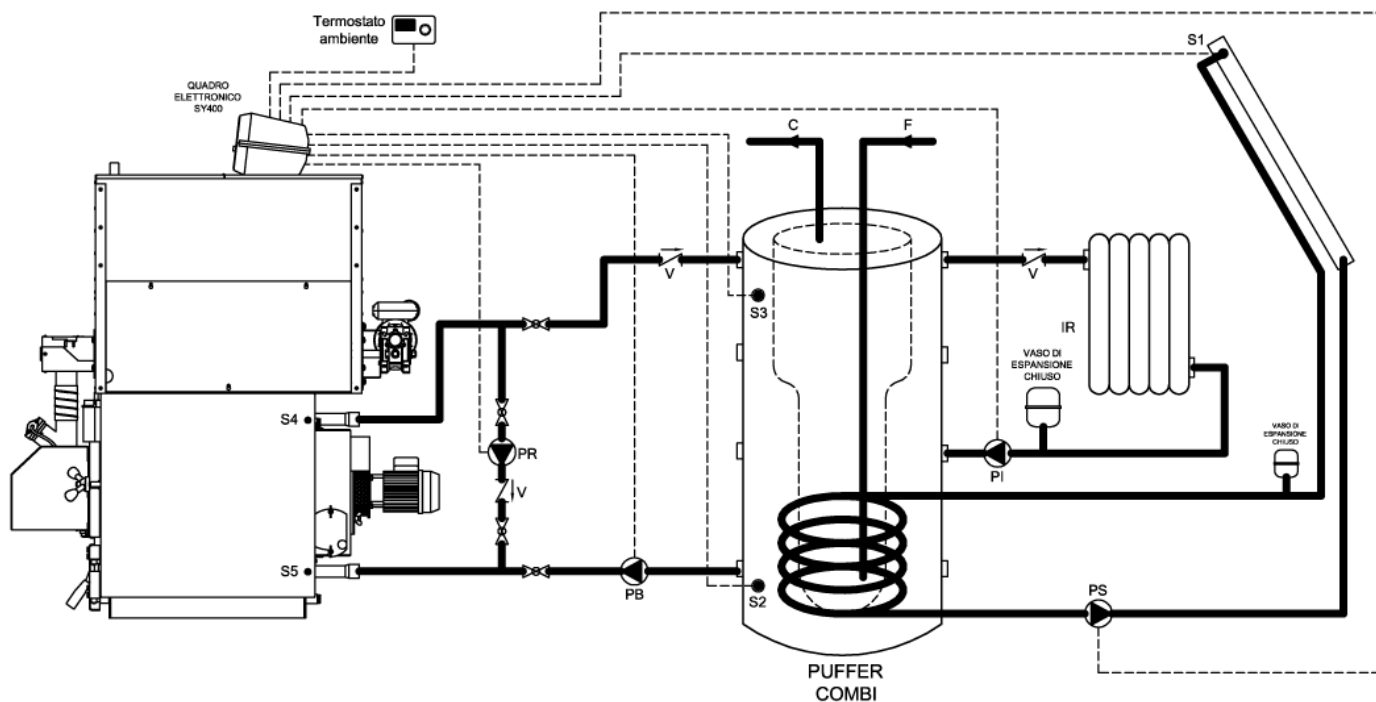 Termostato
ambiente
QUADRO
ELETTRONICO
SY400
S1
C
F
V
V
S3
IR
VASO DI
ESPANSIONE
CHIUSO
S4
PR
VASO DI
ESPANSIONE
CHIUSO
PI
V
S5
PB
S2
PS
PUFFER
COMBI